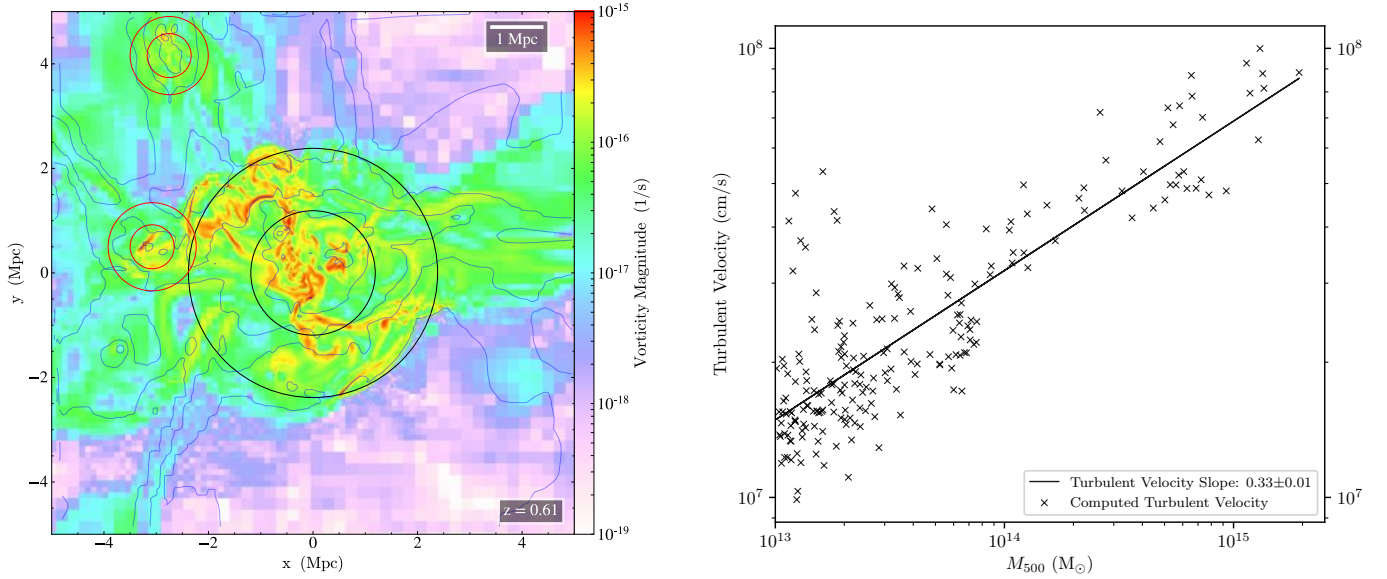 4
2
0
−2
−4
y (Mpc)
−4
−2
0
2
4
x (Mpc)
1 Mpc
z = 0.61
10^-15
10^-16
10^-17
10^-18
10^-19
Vorticity Magnitude (1/s)
10^8
10^7
Turbulent Velocity (cm/s)
10^8
10^7
Turbulent Velocity Slope: 0.33±0.01
Computed Turbulent Velocity
10^13
10^14
10^15
M_500 (M_⊙)